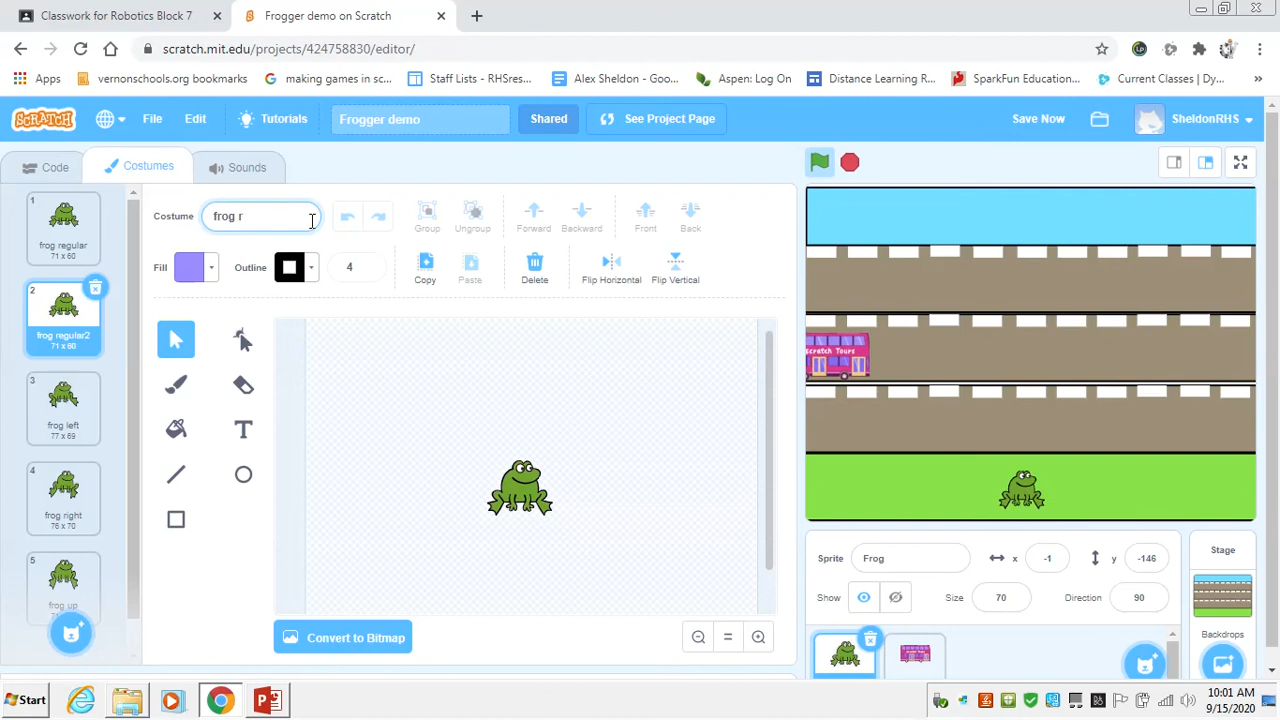 Classwork for Robotics Block 7
Frogger demo on Scratch
scratch.mit.edu/projects/424758830/editor/
Apps
vernonschools.org bookmarks
making games in sc...
Staff Lists - RHSres...
Alex Sheldon - Goo...
Aspen: Log On
Distance Learning R...
SparkFun Education...
Current Classes | Dy...
SCRATCH
File
Edit
Tutorials
Frogger demo
Shared
See Project Page
Save Now
SheldonRHS
Code
Costumes
Sounds
1
frog regular
71 x 60
2
frog regular2
71 x 60
3
frog left
77 x 69
4
frog right
76 x 70
5
frog up
Costume
frog r
Group
Ungroup
Forward
Backward
Front
Back
Fill
Outline
4
Copy
Paste
Delete
Flip Horizontal
Flip Vertical
Convert to Bitmap
Scratch Tours
Sprite
Frog
x
-1
y
-146
Show
Size
70
Direction
90
Stage
Backdrops
Start
10:01 AM
9/15/2020